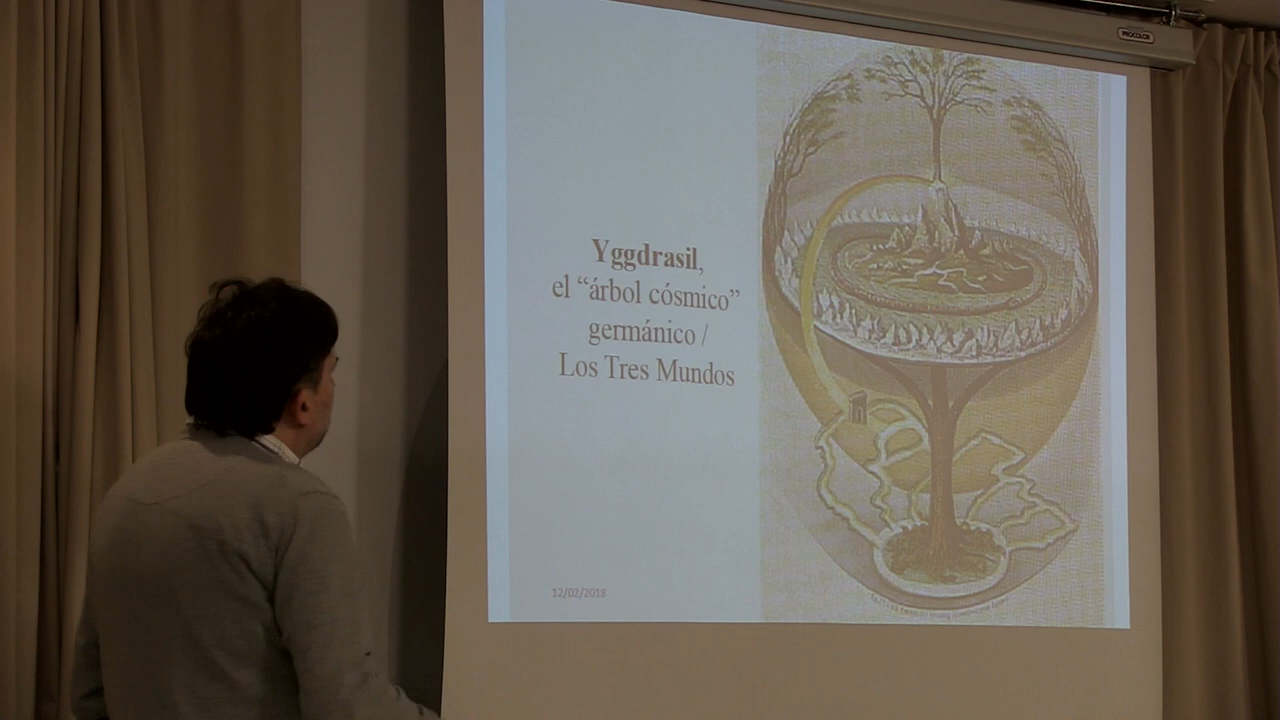 PROCOLOR
Yggdrasil,
el “árbol cósmico”
germánico /
Los Tres Mundos
12/02/2018